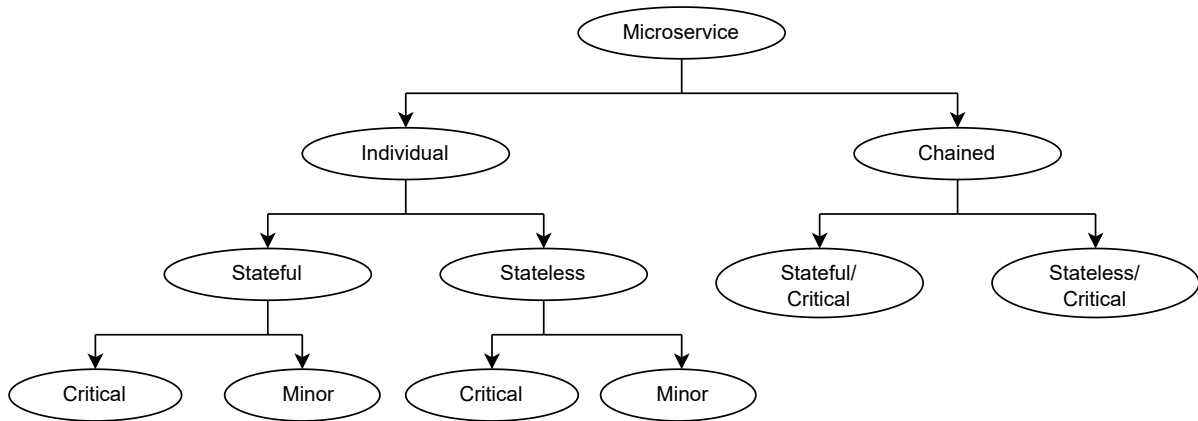 Microservice
Individual
Chained
Stateful
Stateless
Stateful/
Critical
Stateless/
Critical
Critical
Minor
Critical
Minor